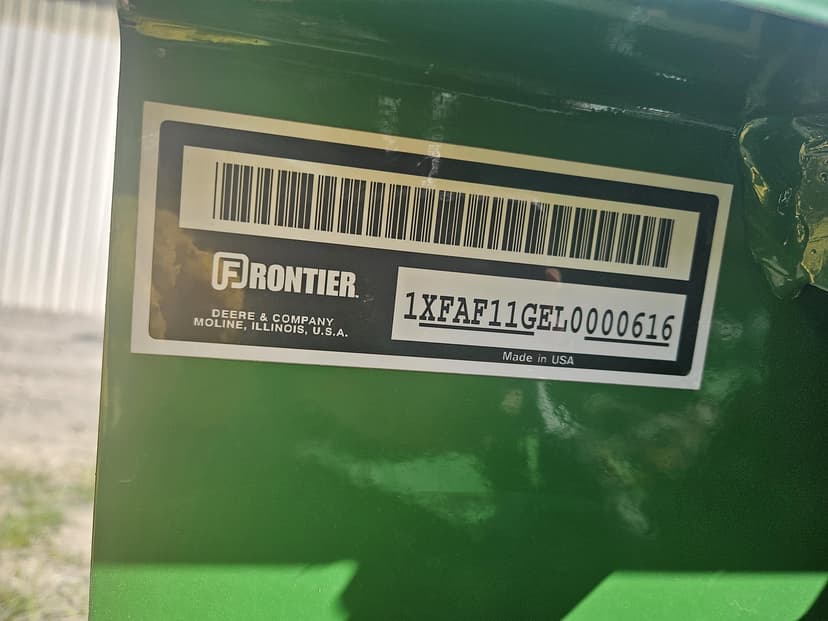 FRONTIER
DEERE & COMPANY
MOLINE, ILLINOIS, U.S.A.
1XFAF11GEL0000616
Made in USA